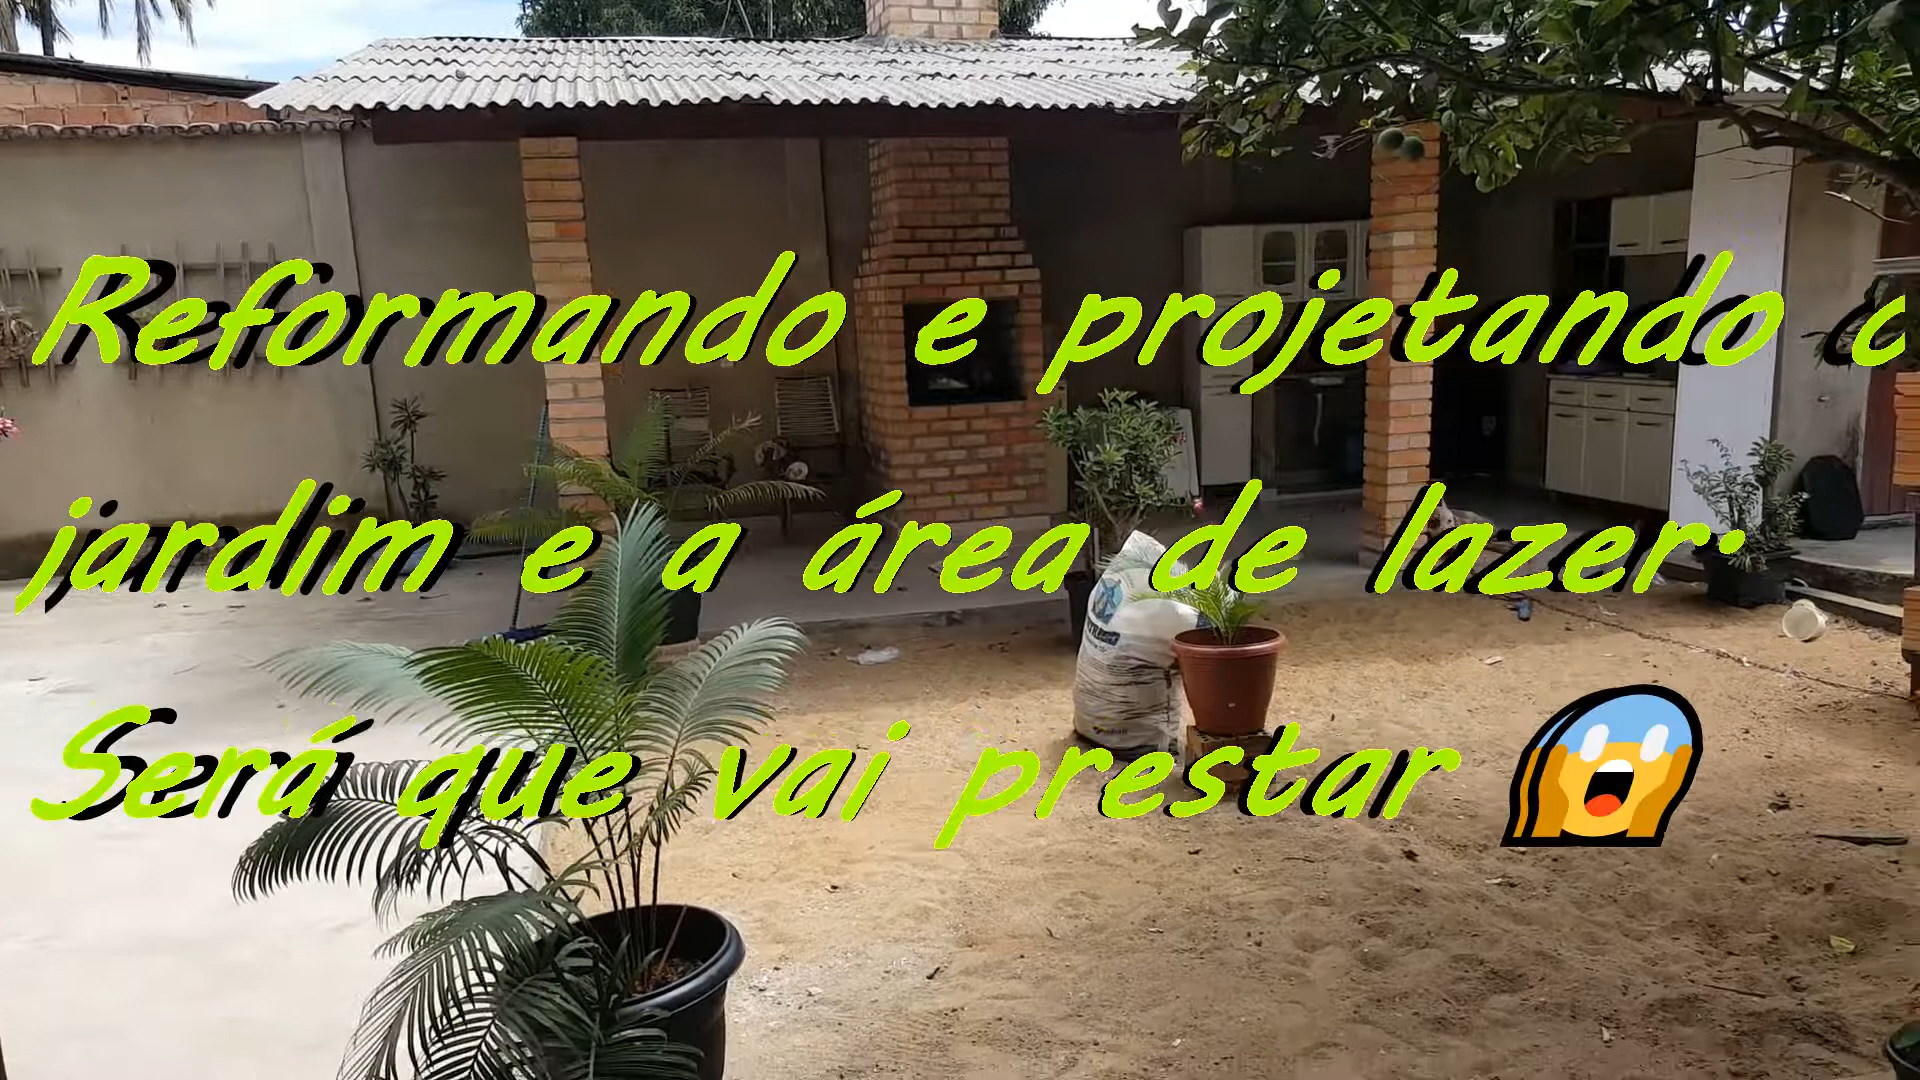 Reformando e projetando o
jardim e a área de lazer.
Será que vai prestar 😱